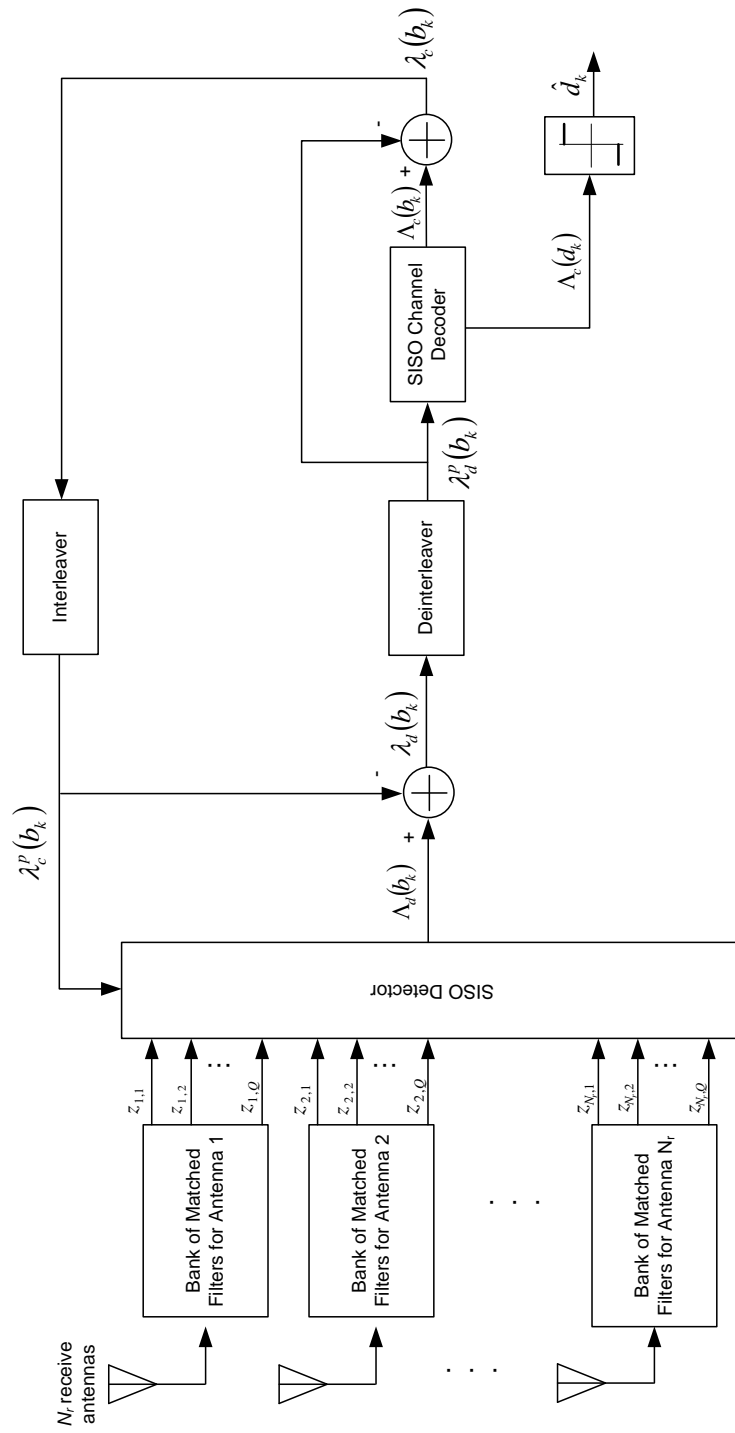 N_r receive
antennas
Bank of Matched
Filters for Antenna 1
Bank of Matched
Filters for Antenna 2
. . .
Bank of Matched
Filters for Antenna N_r
. . .
z_{1,1}
z_{1,2}
...
z_{1,Q}
z_{2,1}
z_{2,2}
...
z_{2,Q}
z_{N_r,1}
z_{N_r,2}
...
z_{N_r,Q}
SISO Detector
λ_c^p(b_k)
Λ_d(b_k)
+
-
λ_d(b_k)
Interleaver
Deinterleaver
λ_d^p(b_k)
SISO Channel
Decoder
Λ_c(b_k)
+
-
λ_c(b_k)
Λ_c(d_k)
d̂_k